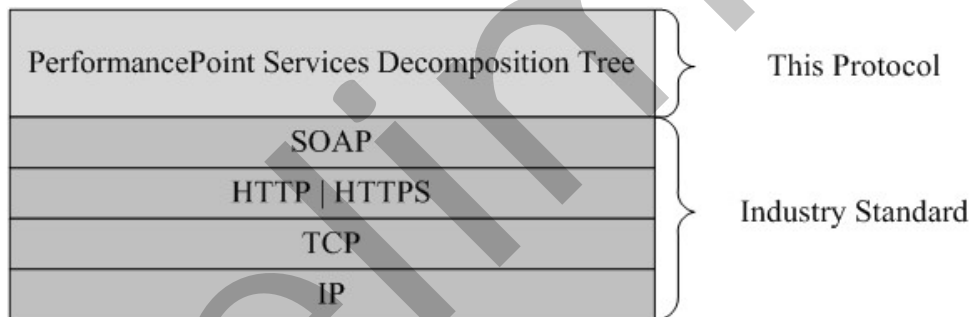 PerformancePoint Services Decomposition Tree
This Protocol
SOAP
HTTP | HTTPS
Industry Standard
TCP
IP